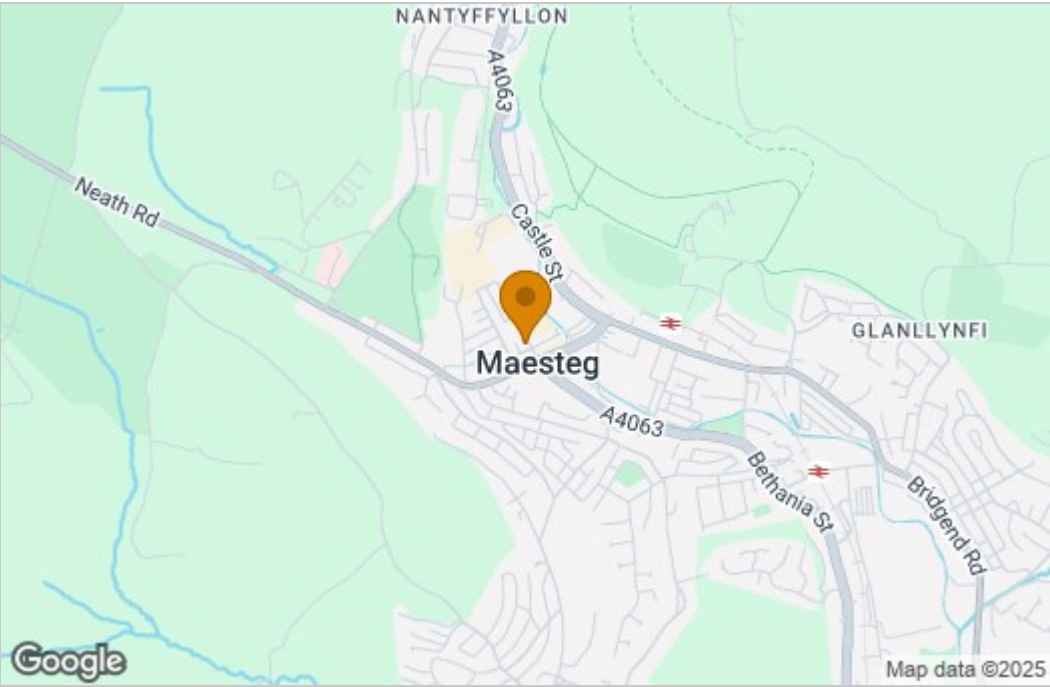 NANTYFFYLLON
A4063
Neath Rd
Castle St
GLANLLYNFI
Maesteg
A4063
Bethania St
Bridgend Rd
Google
Map data ©2025